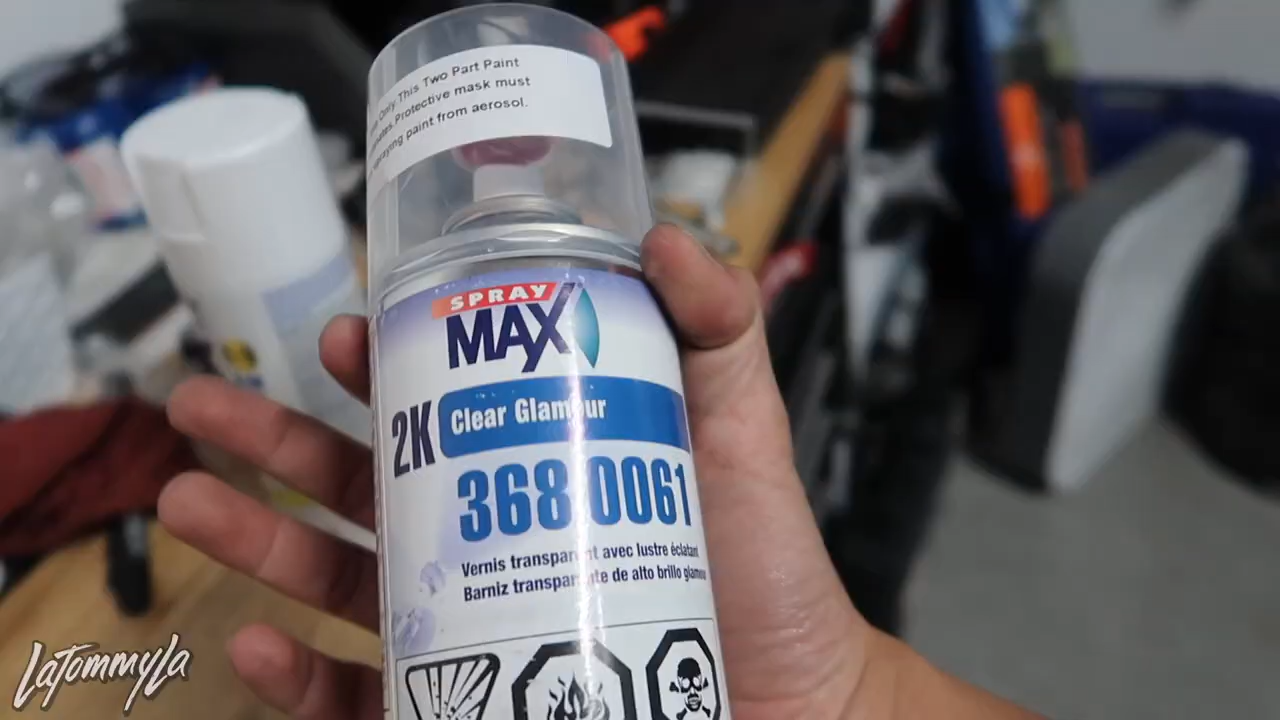 Only.This Two Part Paint
Protective mask must
spraying paint from aerosol.
SPRAY
MAX
2K Clear Glamour
368 0061
Vernis transparent avec lustre éclatant
Barniz transparente de alto brillo glamour
LaTommyLa